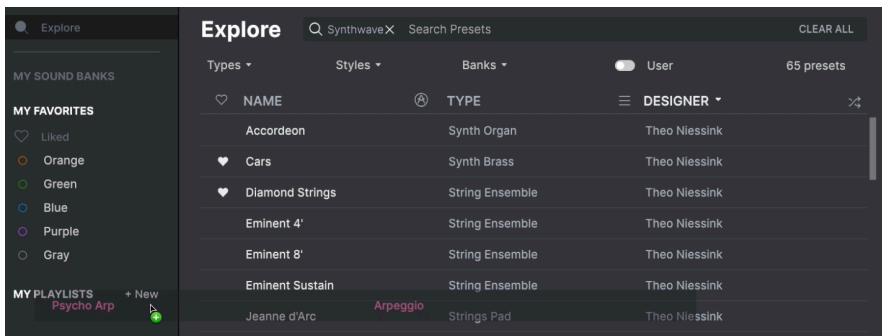 Explore
MY SOUND BANKS
MY FAVORITES
Liked
Orange
Green
Blue
Purple
Gray
MY PLAYLISTS + New
Psycho Arp Arpeggio
Explore Synthwave X Search Presets CLEAR ALL
Types Styles Banks User 65 presets
NAME TYPE DESIGNER
Accordeon Synth Organ Theo Niessink
Cars Synth Brass Theo Niessink
Diamond Strings String Ensemble Theo Niessink
Eminent 4' String Ensemble Theo Niessink
Eminent 8' String Ensemble Theo Niessink
Eminent Sustain String Ensemble Theo Niessink
Jeanne d'Arc Strings Pad Theo Niessink